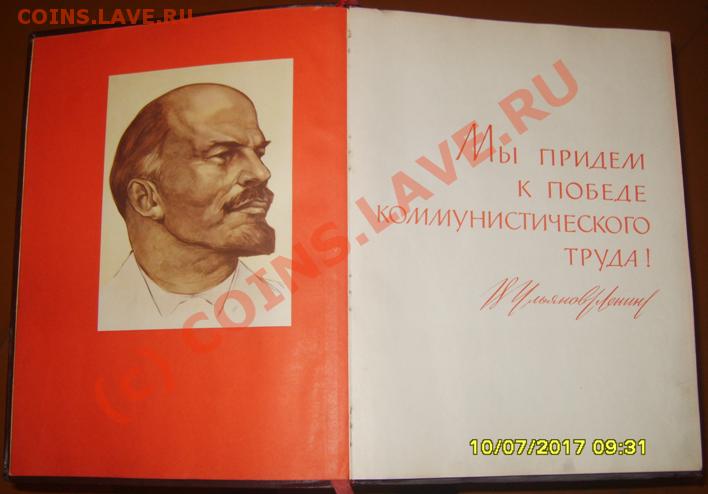 COINS.LAVE.RU
МЫ ПРИДЕМ
К ПОБЕДЕ
КОММУНИСТИЧЕСКОГО
ТРУДА!
В Ульянов (Ленин)
(c) COINS.LAVE.RU
10/07/2017 09:31